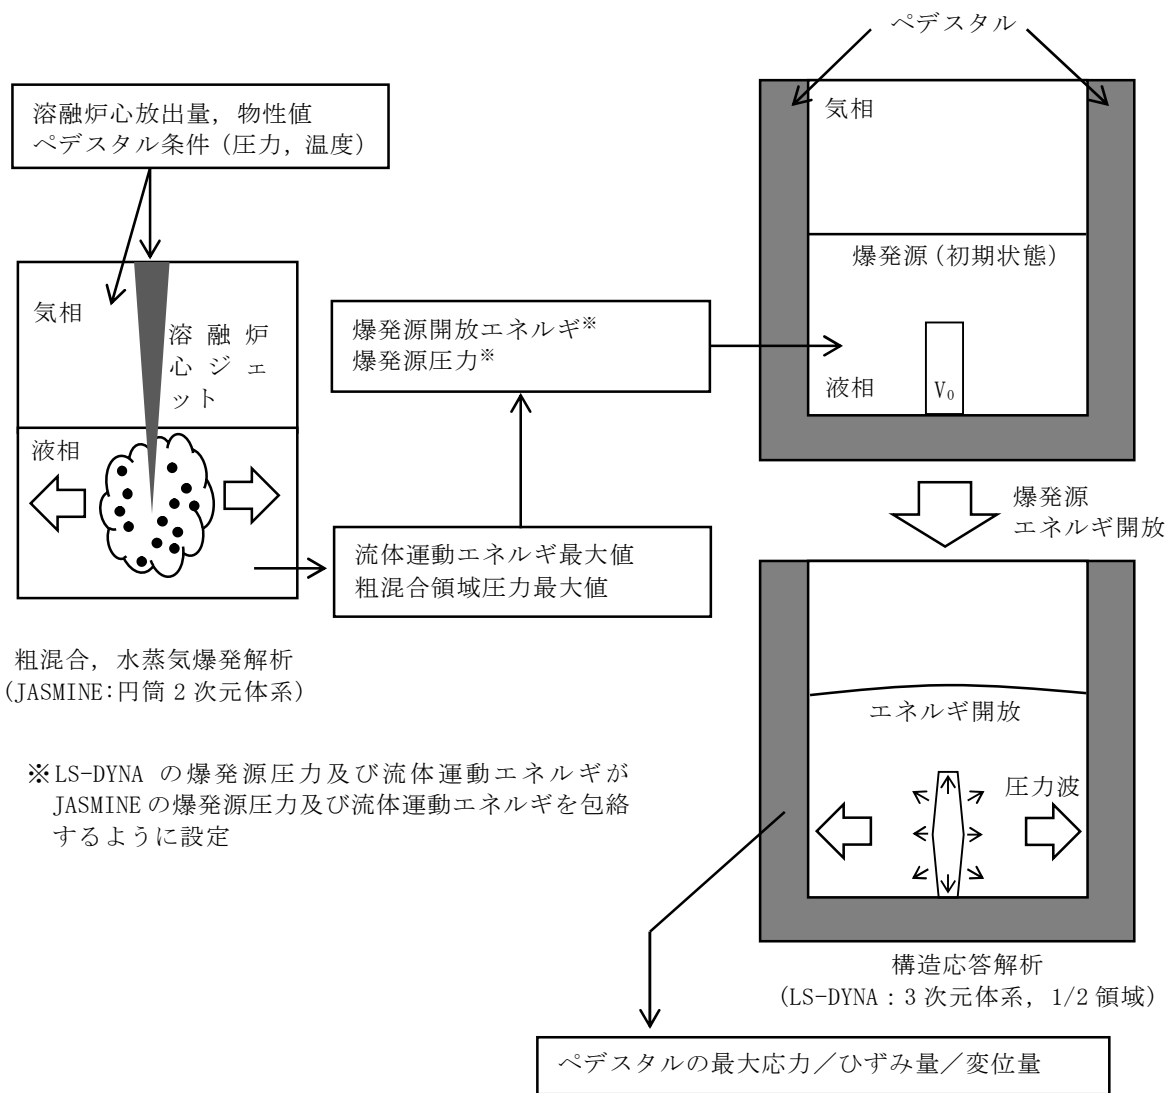 ペデスタル
溶融炉心放出量，物性値
ペデスタル条件（圧力，温度）
気相
溶融炉
心ジェ
ット
液相
粗混合，水蒸気爆発解析
(JASMINE:円筒 2 次元体系)
爆発源開放エネルギ※
爆発源圧力※
流体運動エネルギ最大値
粗混合領域圧力最大値
気相
爆発源（初期状態）
液相
V₀
爆発源
エネルギ開放
エネルギ開放
圧力波
構造応答解析
(LS-DYNA：3 次元体系，1/2 領域)
※LS-DYNA の爆発源圧力及び流体運動エネルギが
JASMINE の爆発源圧力及び流体運動エネルギを包絡
するように設定
ペデスタルの最大応力／ひずみ量／変位量